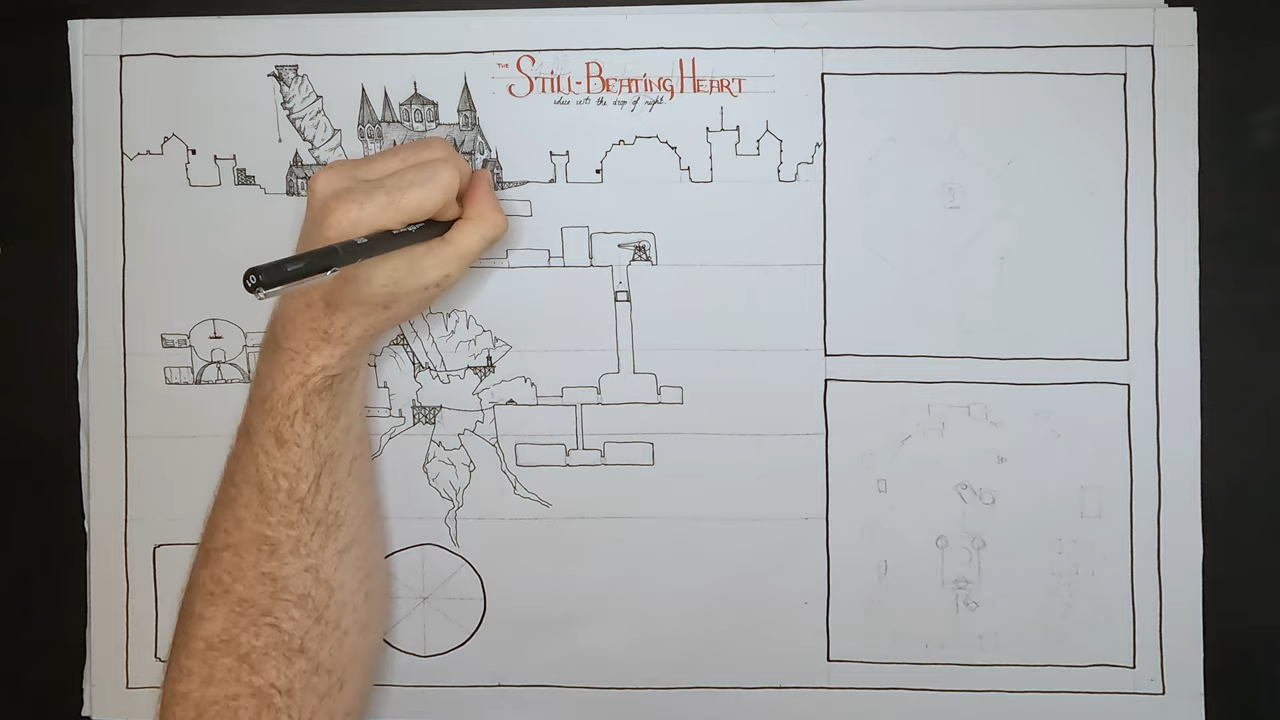 THE STILL-BEATING HEART
where rests the drop of night.